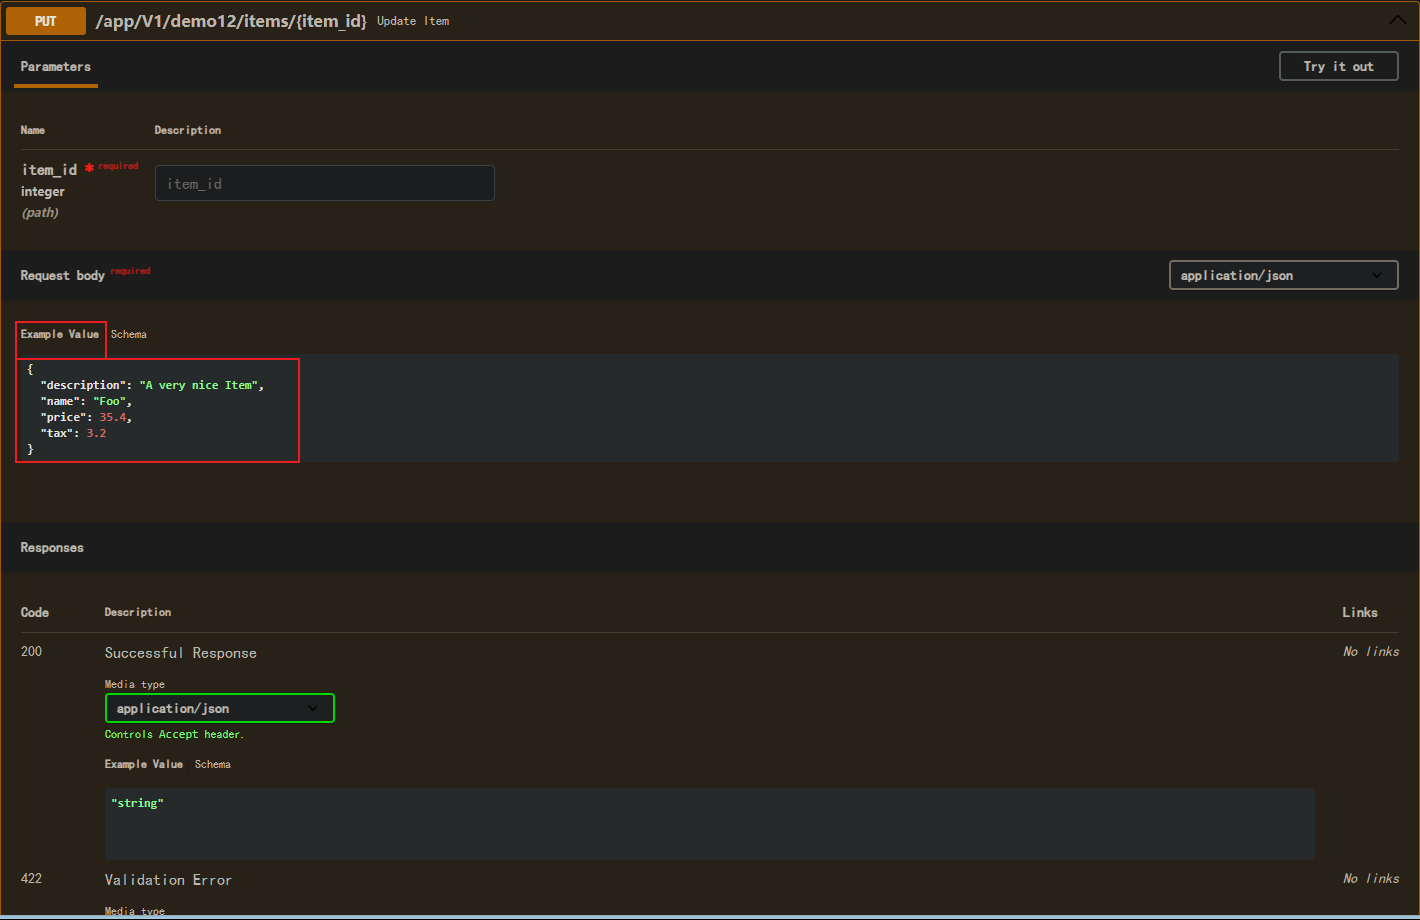 PUT /app/V1/demo12/items/{item_id} Update Item
Parameters Try it out
Name Description
item_id * required item_id
integer
(path)
Request body required application/json
Example Value Schema
{
"description": "A very nice Item",
"name": "Foo",
"price": 35.4,
"tax": 3.2
}
Responses
Code Description Links
200 Successful Response No links
Media type
application/json
Controls Accept header.
Example Value Schema
"string"
422 Validation Error No links
Media type